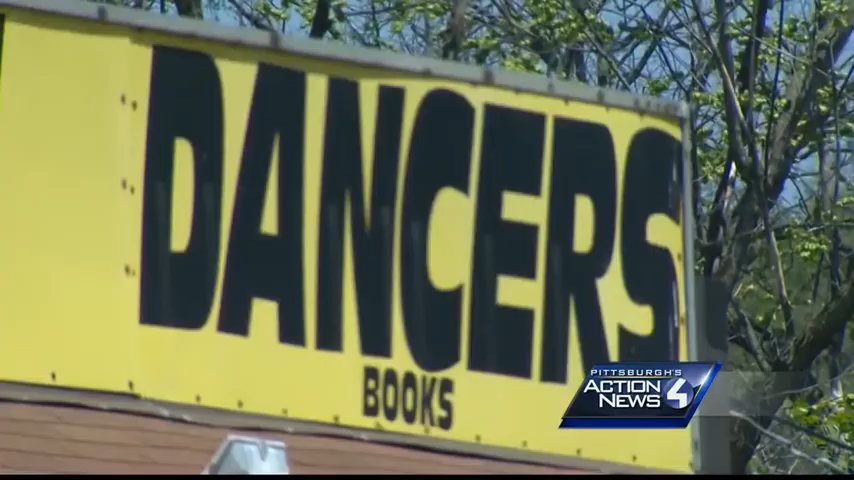 DANCERS
BOOKS
PITTSBURGH'S
ACTION
NEWS 4